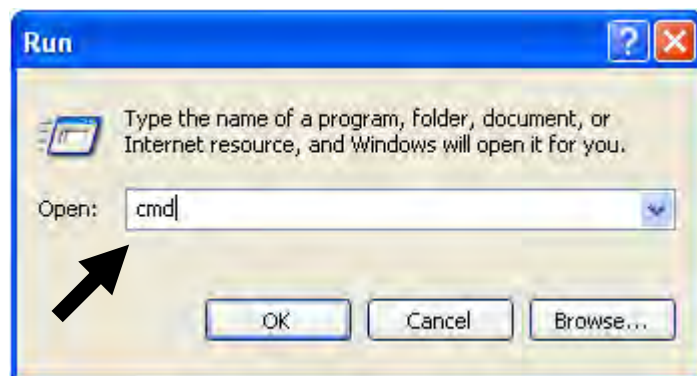 Run
Type the name of a program, folder, document, or
Internet resource, and Windows will open it for you.
Open: cmd
OK Cancel Browse...